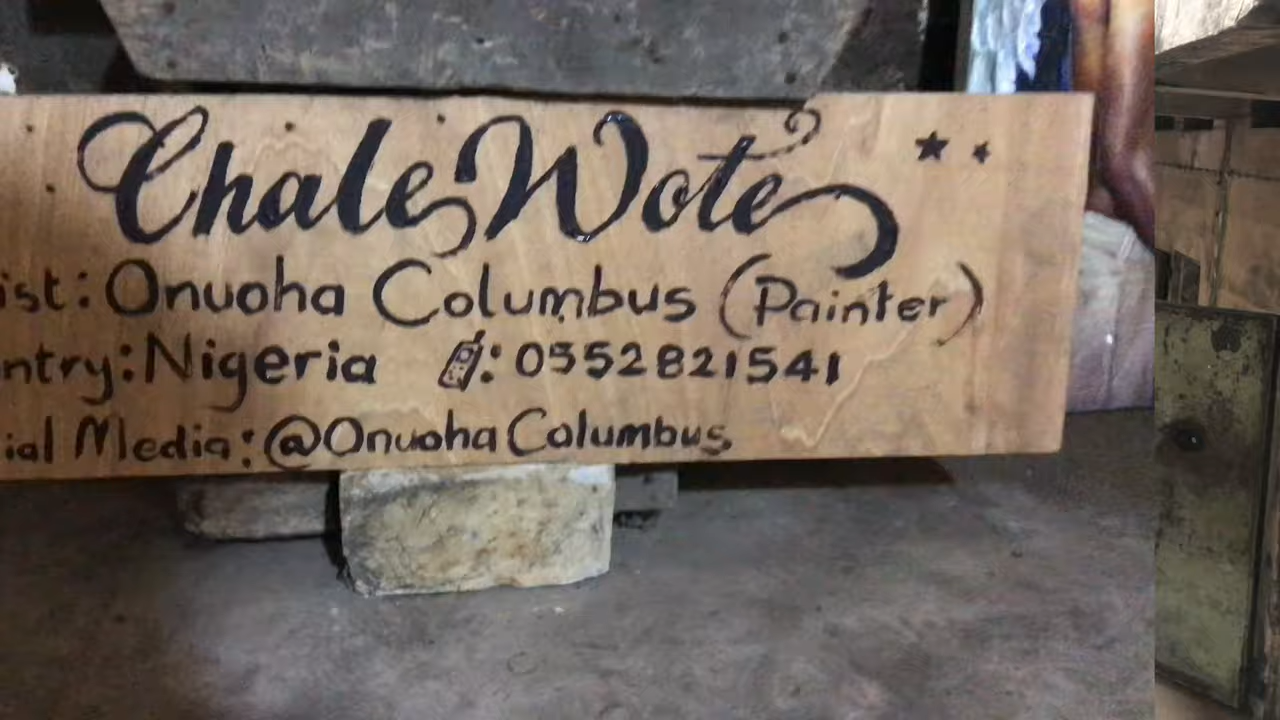 Chale Wote
ist: Onuoha Columbus (Painter)
ntry: Nigeria : 0552821541
ial Media: @Onuoha Columbus